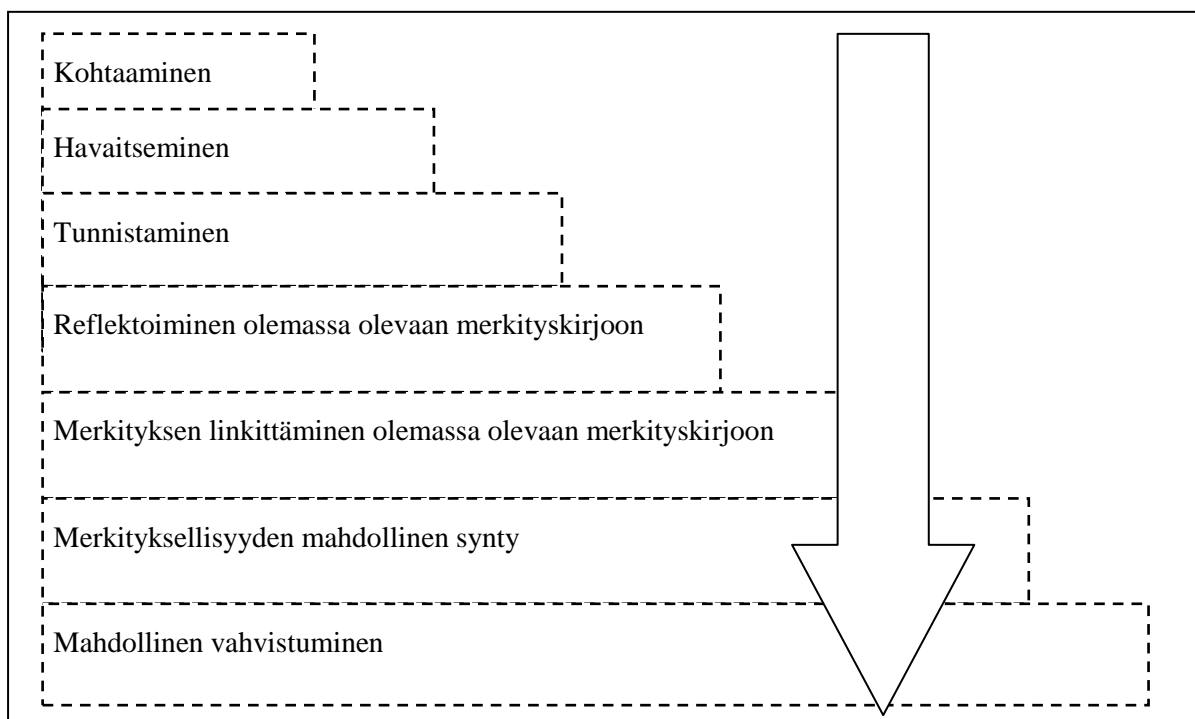 Kohtaaminen
Havaitseminen
Tunnistaminen
Reflektoiminen olemassa olevaan merkityskirjoon
Merkityksen linkittäminen olemassa olevaan merkityskirjoon
Merkityksellisyyden mahdollinen synty
Mahdollinen vahvistuminen